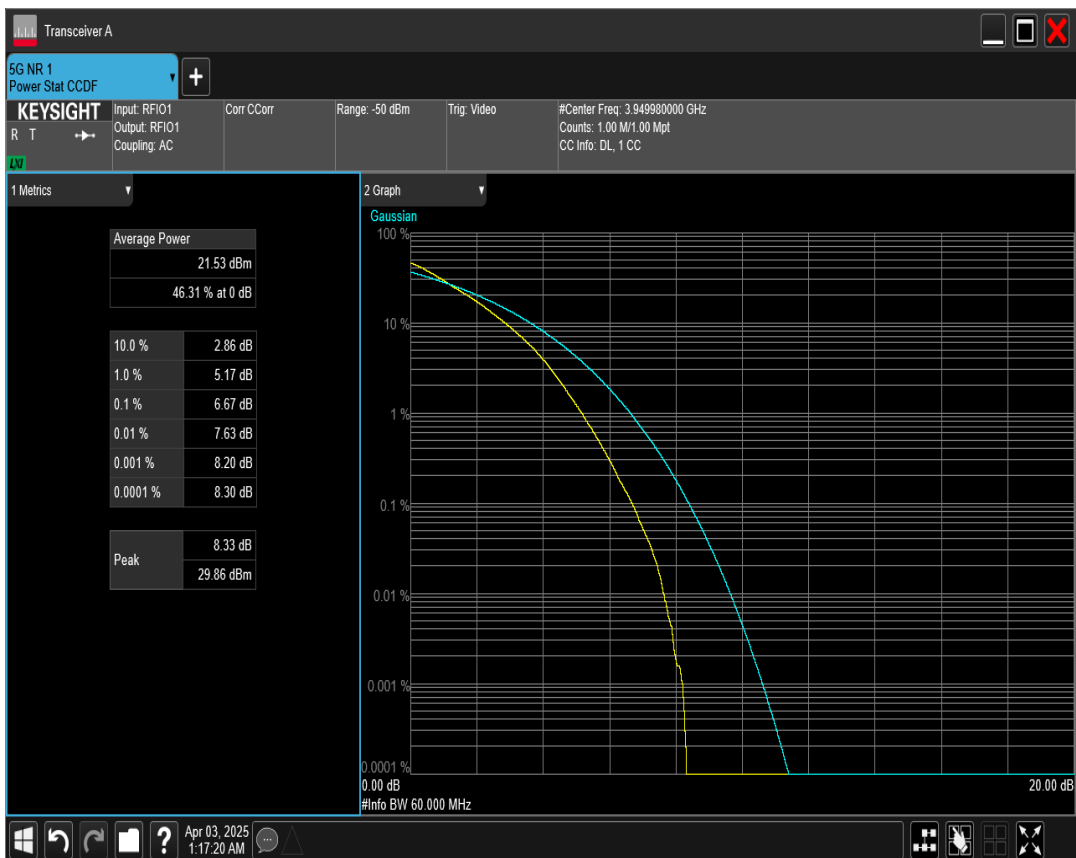 Transceiver A
5G NR 1
Power Stat CCDF
KEYSIGHT
R T
LXI
Input: RFIO1
Output: RFIO1
Coupling: AC
Corr CCorr
Range: -50 dBm
Trig: Video
#Center Freq: 3.949980000 GHz
Counts: 1.00 M/1.00 Mpt
CC Info: DL, 1 CC
1 Metrics
Average Power
21.53 dBm
46.31 % at 0 dB
10.0 % 2.86 dB
1.0 % 5.17 dB
0.1 % 6.67 dB
0.01 % 7.63 dB
0.001 % 8.20 dB
0.0001 % 8.30 dB
Peak
8.33 dB
29.86 dBm
2 Graph
Gaussian
100 %
10 %
1 %
0.1 %
0.01 %
0.001 %
0.0001 %
0.00 dB 20.00 dB
#Info BW 60.000 MHz
?
Apr 03, 2025
1:17:20 AM